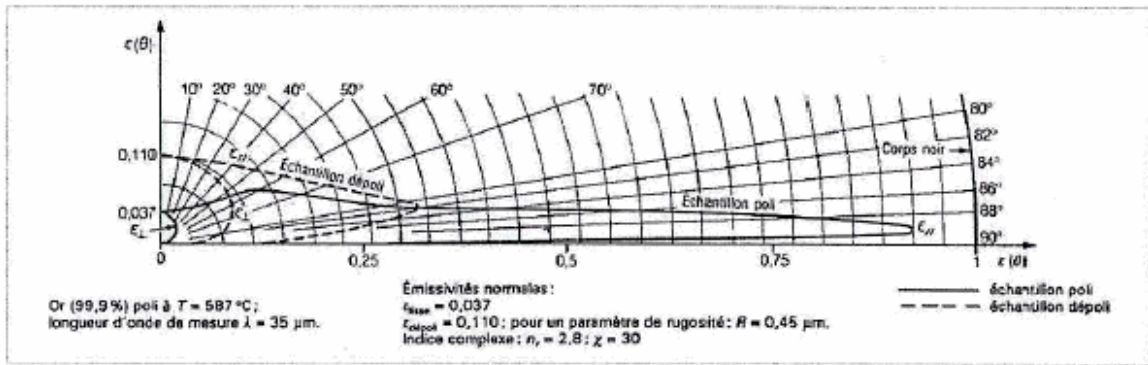 ε(θ)
10° 20° 30° 40° 50° 60° 70°
80°
82°
Corps noir
84°
86°
88°
90°
0,110
ε//
Échantillon dépoli
0,037
ε⊥
ε⊥
Échantillon poli
ε//
0 0,25 0,5 0,75 1
ε(θ)
Or (99,9%) poli à T = 587 °C;
longueur d'onde de mesure λ = 35 µm.
Émissivités normales :
ε lisse = 0,037
ε dépoli = 0,110 ; pour un paramètre de rugosité : R = 0,45 µm.
Indice complexe : n, = 2,8 ; χ = 30
échantillon poli
échantillon dépoli